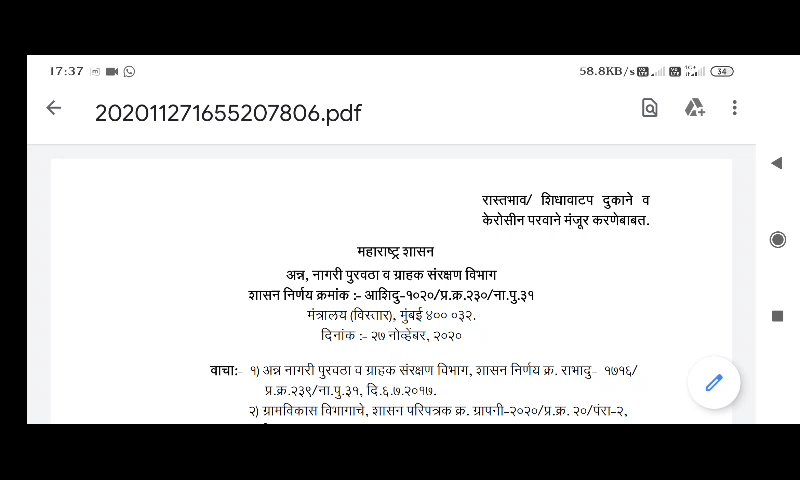 17:37
58.8KB/s
34
202011271655207806.pdf
रास्तभाव/ शिधावाटप दुकाने व
केरोसीन परवाने मंजूर करणेबाबत.
महाराष्ट्र शासन
अन्न, नागरी पुरवठा व ग्राहक संरक्षण विभाग
शासन निर्णय क्रमांक :- आशिदु-१०२०/प्र.क्र.२३०/ना.पु.३१
मंत्रालय (विस्तार), मुंबई ४०० ०३२.
दिनांक :- २७ नोव्हेंबर, २०२०
वाचा:- १) अन्न नागरी पुरवठा व ग्राहक संरक्षण विभाग, शासन निर्णय क्र. राभादु- १७१६/
प्र.क्र.२३९/ना.पु.३१, दि.६.७.२०१७.
२) ग्रामविकास विभागाचे, शासन परिपत्रक क्र. ग्रापनी-२०२०/प्र.क्र. २०/पंरा-२,